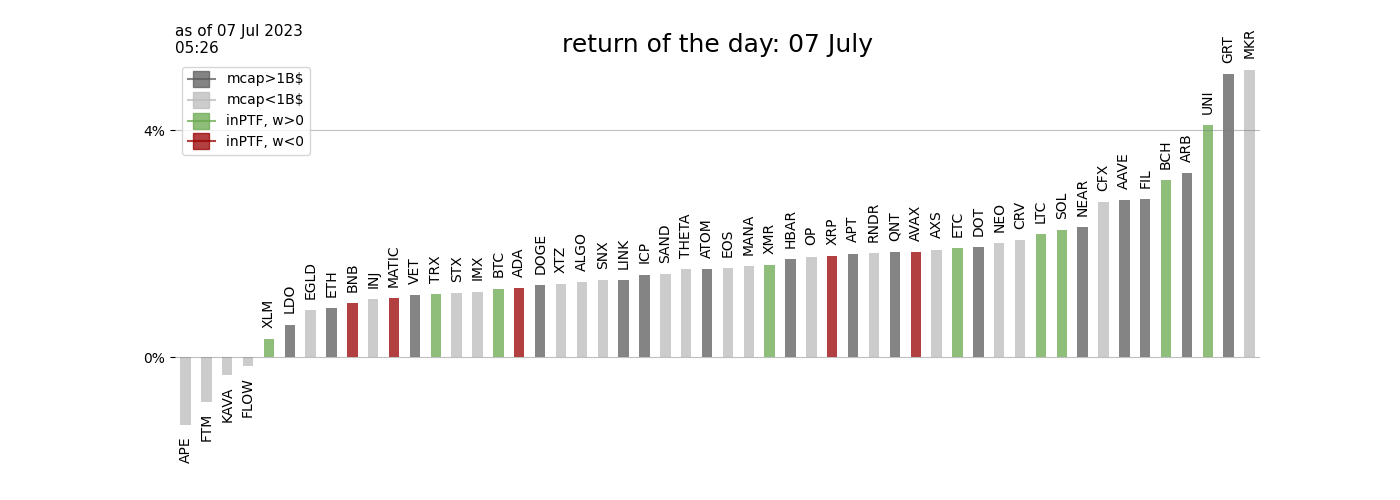 as of 07 Jul 2023
05:26
return of the day: 07 July
mcap>1B$
mcap<1B$
inPTF, w>0
inPTF, w<0
4%
0%
APE
FTM
KAVA
FLOW
XLM
LDO
EGLD
ETH
BNB
INJ
MATIC
VET
TRX
STX
IMX
BTC
ADA
DOGE
XTZ
ALGO
SNX
LINK
ICP
SAND
THETA
ATOM
EOS
MANA
XMR
HBAR
OP
XRP
APT
RNDR
QNT
AVAX
AXS
ETC
DOT
NEO
CRV
LTC
SOL
NEAR
CFX
AAVE
FIL
BCH
ARB
UNI
GRT
MKR